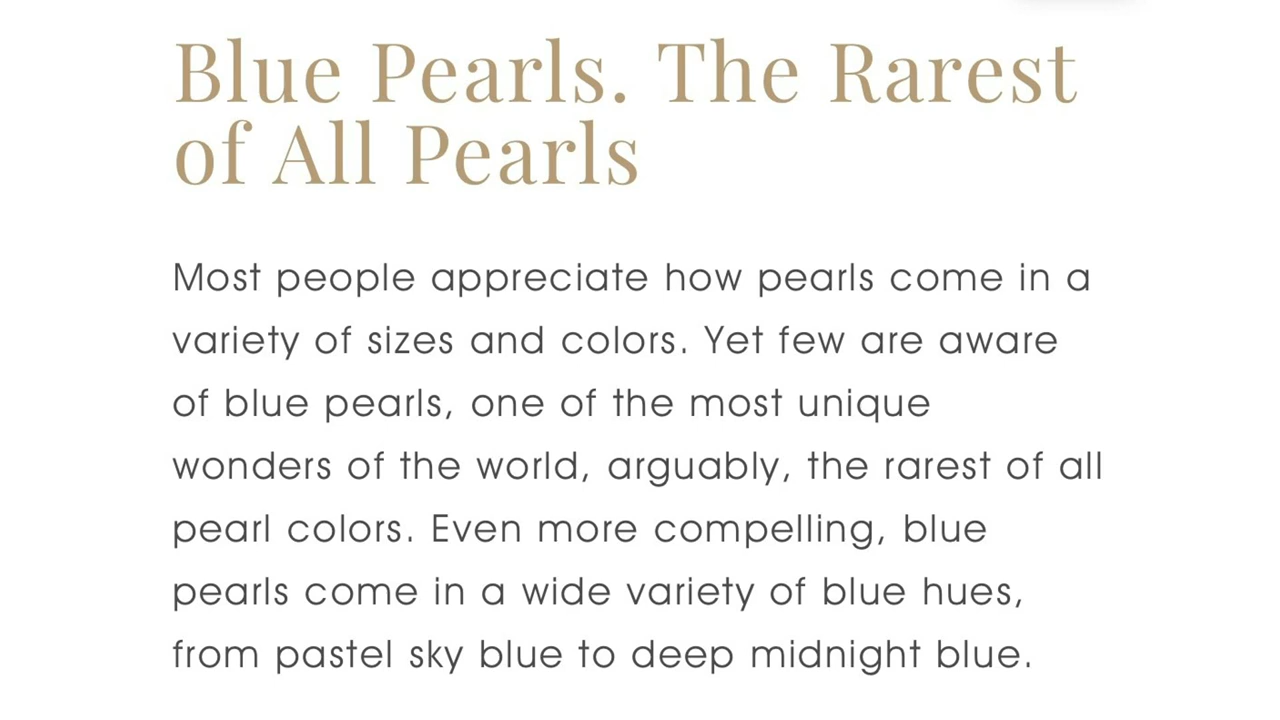 Blue Pearls. The Rarest
of All Pearls
Most people appreciate how pearls come in a
variety of sizes and colors. Yet few are aware
of blue pearls, one of the most unique
wonders of the world, arguably, the rarest of all
pearl colors. Even more compelling, blue
pearls come in a wide variety of blue hues,
from pastel sky blue to deep midnight blue.